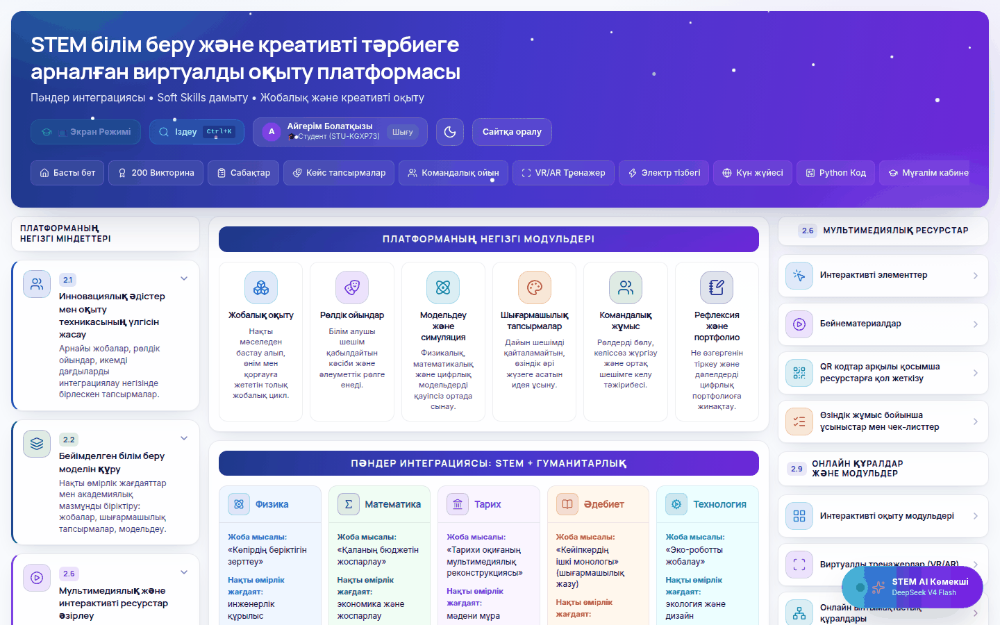 STEM білім беру және креативті тәрбиеге
арналған виртуалды оқыту платформасы
Пәндер интеграциясы • Soft Skills дамыту • Жобалық және креативті оқыту
Экран Режимі
Іздеу Ctrl+K
А
Айгерім Болатқызы
Студент (STU-KGXP73)
Шығу
Сайтқа оралу
Басты бет
200 Викторина
Сабақтар
Кейс тапсырмалар
Командалық ойын
VR/AR Тренажер
Электр тізбегі
Күн жүйесі
Python Код
Мұғалім кабине
ПЛАТФОРМАНЫҢ
НЕГІЗГІ МІНДЕТТЕРІ
2.1
Инновациялық әдістер
мен оқыту
техникасының үлгісін
жасау
Арнайы жобалар, рөлдік
ойындар, икемді
дағдыларды
интеграциялау негізінде
бірлескен тапсырмалар.
2.2
Бейімделген білім беру
моделін құру
Нақты өмірлік жағдаяттар
мен академиялық
мазмұнды біріктіру:
жобалар, шығармашылық
тапсырмалар, модельдеу.
2.6
Мультимедиялық және
интерактивті ресурстар
әзірлеу
ПЛАТФОРМАНЫҢ НЕГІЗГІ МОДУЛЬДЕРІ
Жобалық оқыту
Нақты
мәселеден
бастау алып,
өнім мен
қорғауға
жететін толық
жобалық цикл.
Рөлдік ойындар
Білім алушы
шешім
қабылдайтын
кәсіби және
әлеуметтік рөлге
енеді.
Модельдеу
және
симуляция
Физикалық,
математикалық
және цифрлық
модельдерді
қауіпсіз ортада
сынау.
Шығармашылық
тапсырмалар
Дайын шешімді
қайталамайтын,
өзіндік әрі
жүзеге асатын
идея ұсыну.
Командалық
жұмыс
Рөлдерді бөлу,
келіссөз жүргізу
және ортақ
шешімге келу
тәжірибесі.
Рефлексия
және
портфолио
Не өзгергенін
тіркеу және
дәлелдерді
цифрлық
портфолиоға
жинақтау.
ПӘНДЕР ИНТЕГРАЦИЯСЫ: STEM + ГУМАНИТАРЛЫҚ
Физика
Жоба мысалы:
«Көпірдің беріктігін
зерттеу»
Нақты өмірлік
жағдаят:
инженерлік
құрылыс
Математика
Жоба мысалы:
«Қаланың бюджетін
жоспарлау»
Нақты өмірлік
жағдаят:
экономика және
жоспарлау
Тарих
Жоба мысалы:
«Тарихи оқиғаның
мультимедиялық
реконструкциясы»
Нақты өмірлік
жағдаят:
мәдени мұра
Әдебиет
Жоба мысалы:
«Кейіпкердің
ішкі монологы»
(шығармашылық
жазу)
Нақты өмірлік
жағдаят:
Технология
Жоба мысалы:
«Эко-роботты
жобалау»
Нақты өмірлік
жағдаят:
экология және
дизайн
2.6 МУЛЬТИМЕДИЯЛЫҚ РЕСУРСТАР
Интерактивті элементтер
Бейнематериалдар
QR кодтар арқылы қосымша
ресурстарға қол жеткізу
Өзіндік жұмыс бойынша
ұсыныстар мен чек-листтер
2.9 ОНЛАЙН ҚҰРАЛДАР
ЖӘНЕ МОДУЛЬДЕР
Интерактивті оқыту модульдері
Виртуалды тренажерлар (VR/AR)
Онлайн ынтымақтастық
құралдары
STEM AI Көмекші
DeepSeek V4 Flash